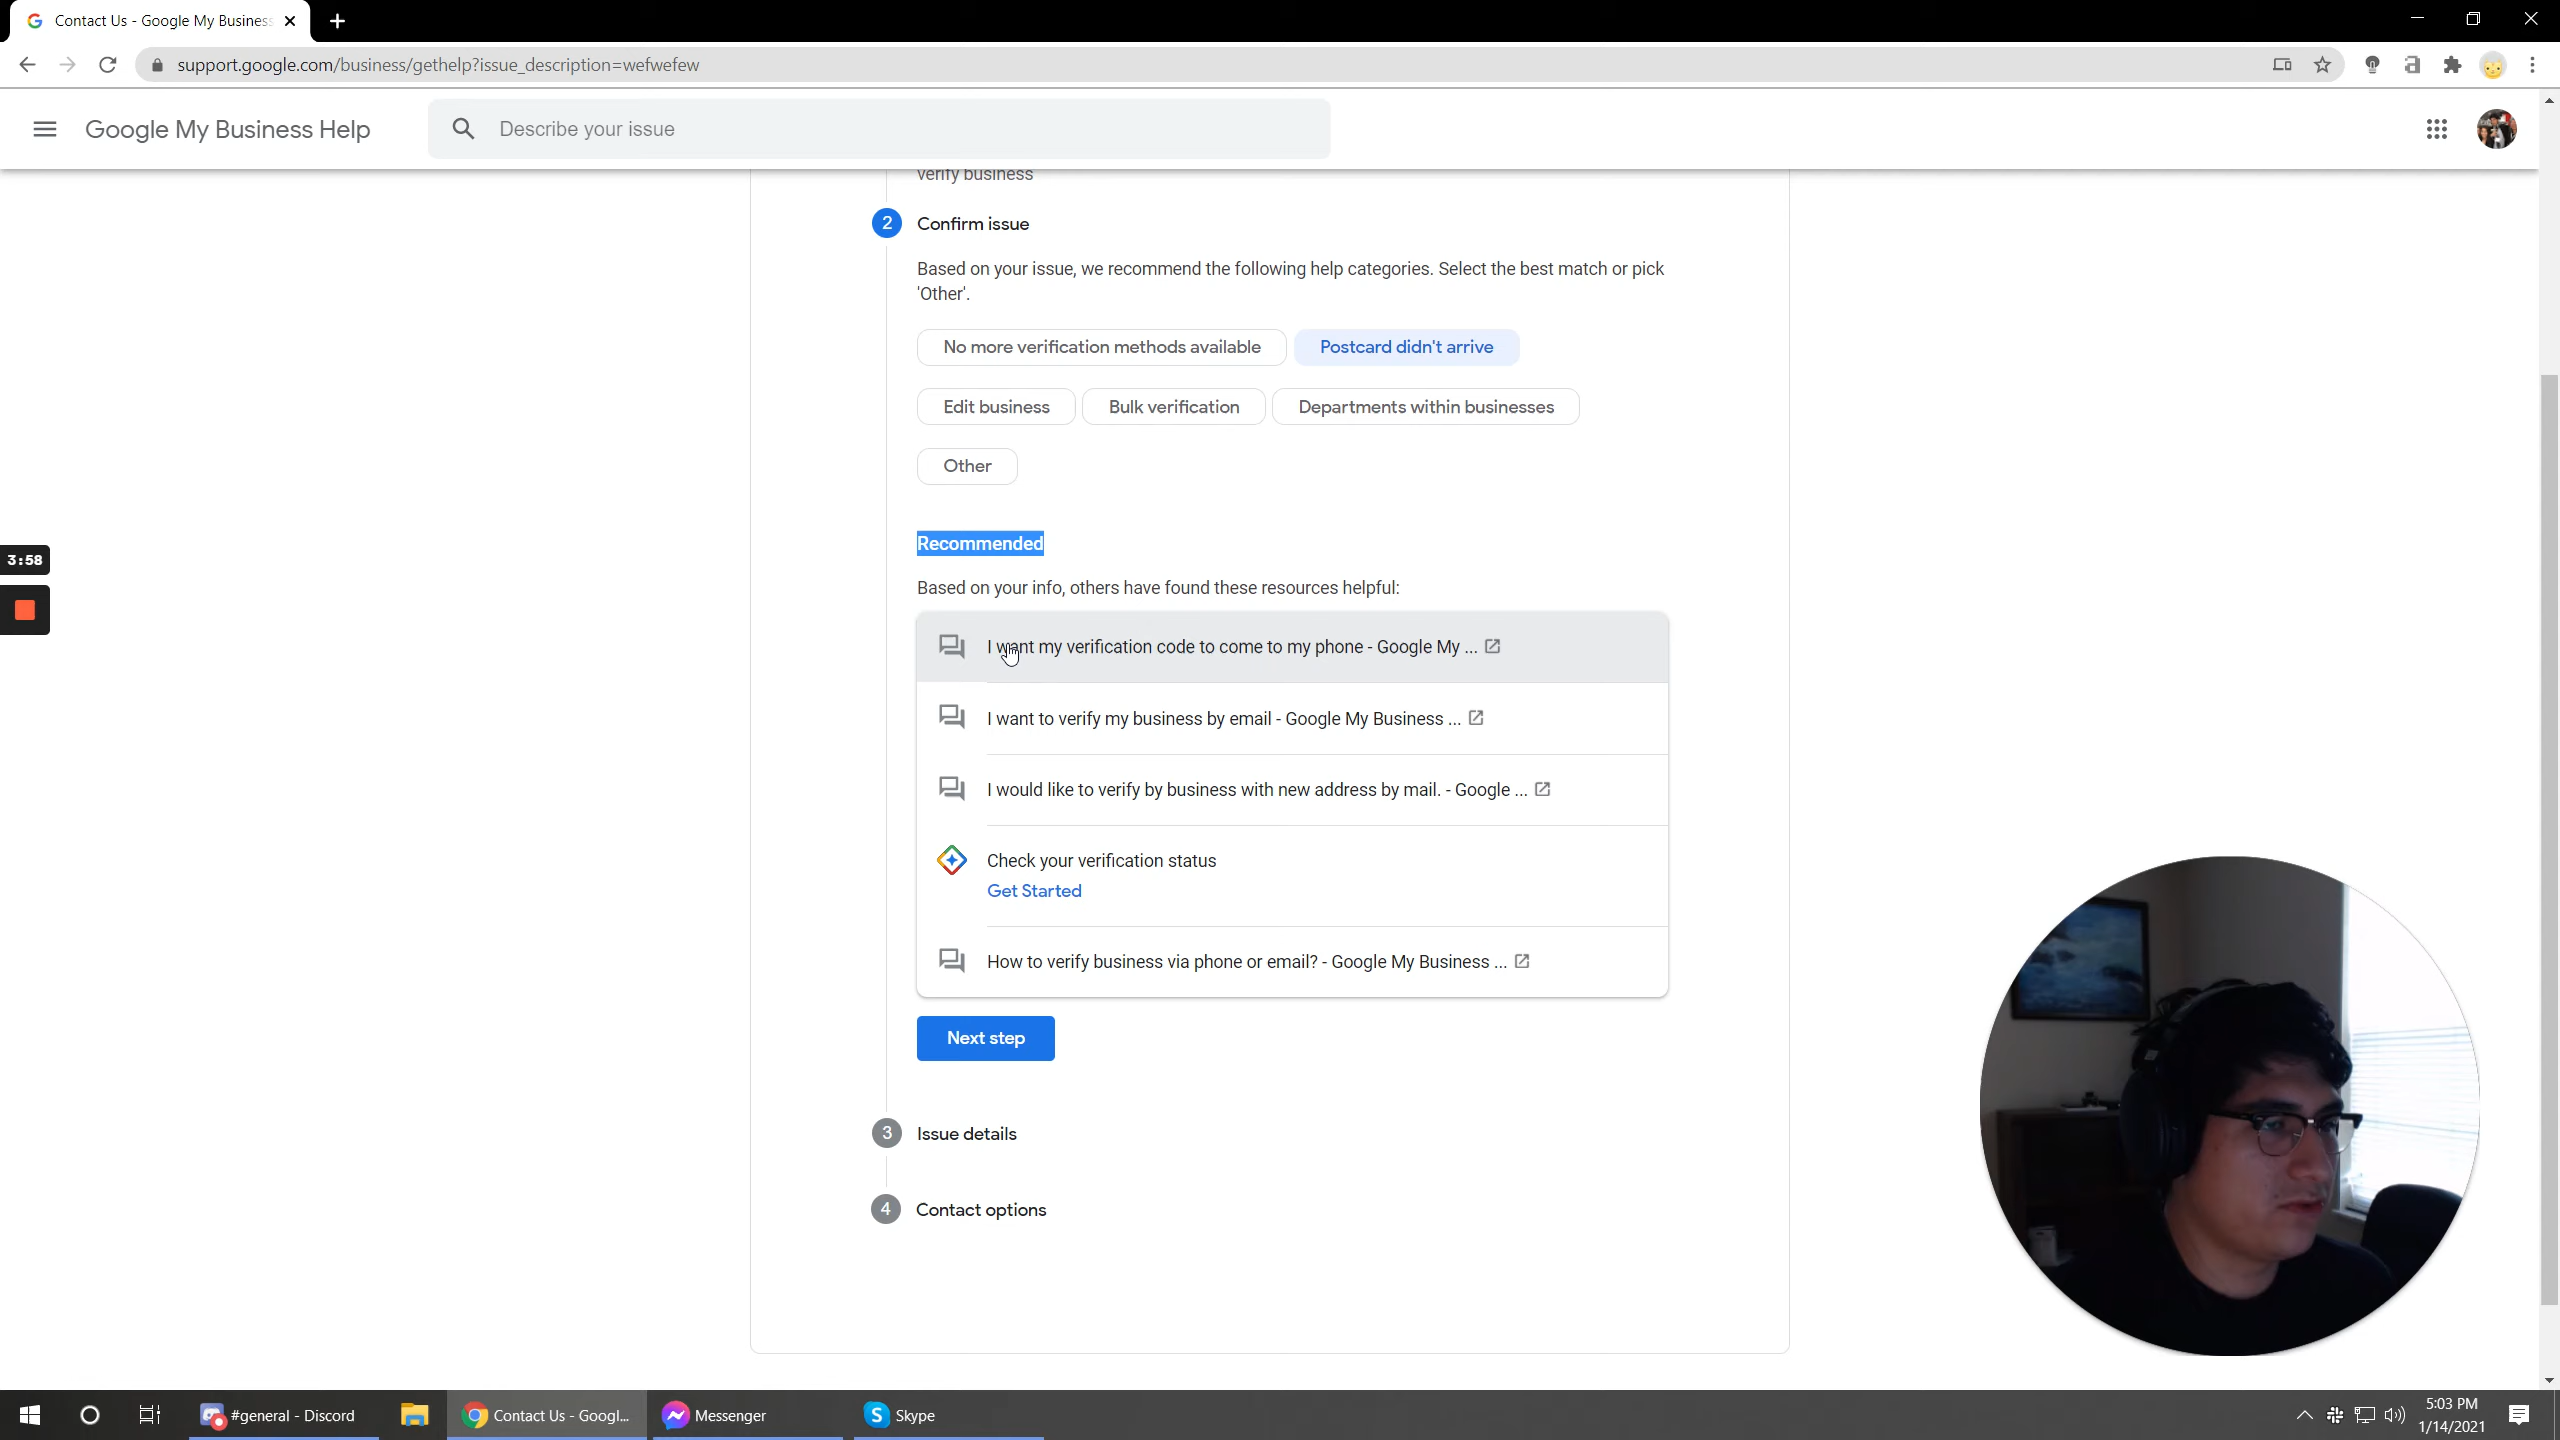 Contact Us - Google My Business
support.google.com/business/gethelp?issue_description=wefwefew
Google My Business Help
Describe your issue
verify business
2 Confirm issue
Based on your issue, we recommend the following help categories. Select the best match or pick
'Other'.
No more verification methods available
Postcard didn't arrive
Edit business
Bulk verification
Departments within businesses
Other
Recommended
3:58
Based on your info, others have found these resources helpful:
I want my verification code to come to my phone - Google My ...
I want to verify my business by email - Google My Business ...
I would like to verify by business with new address by mail. - Google ...
Check your verification status
Get Started
How to verify business via phone or email? - Google My Business ...
Next step
3 Issue details
4 Contact options
#general - Discord
Contact Us - Googl...
Messenger
Skype
5:03 PM
1/14/2021